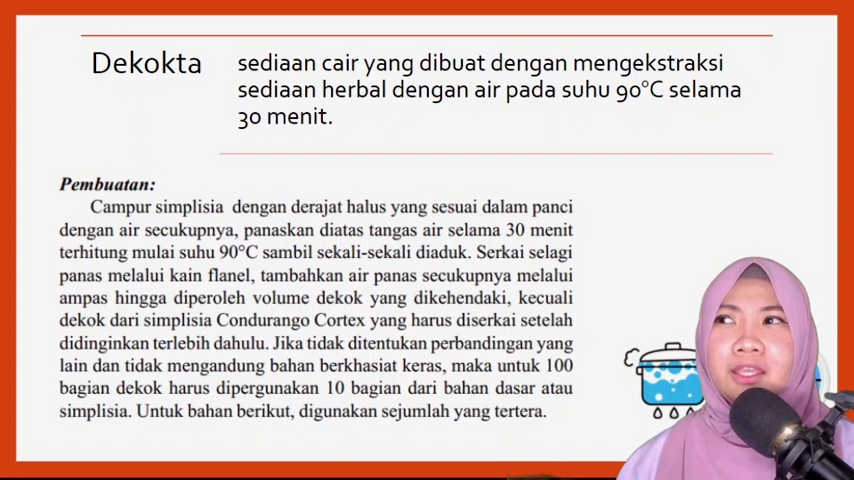 Dekokta
sediaan cair yang dibuat dengan mengekstraksi
sediaan herbal dengan air pada suhu 90°C selama
30 menit.
Pembuatan:
Campur simplisia dengan derajat halus yang sesuai dalam panci
dengan air secukupnya, panaskan diatas tangas air selama 30 menit
terhitung mulai suhu 90°C sambil sekali-sekali diaduk. Serkai selagi
panas melalui kain flanel, tambahkan air panas secukupnya melalui
ampas hingga diperoleh volume dekok yang dikehendaki, kecuali
dekok dari simplisia Condurango Cortex yang harus diserkai setelah
didinginkan terlebih dahulu. Jika tidak ditentukan perbandingan yang
lain dan tidak mengandung bahan berkhasiat keras, maka untuk 100
bagian dekok harus dipergunakan 10 bagian dari bahan dasar atau
simplisia. Untuk bahan berikut, digunakan sejumlah yang tertera.